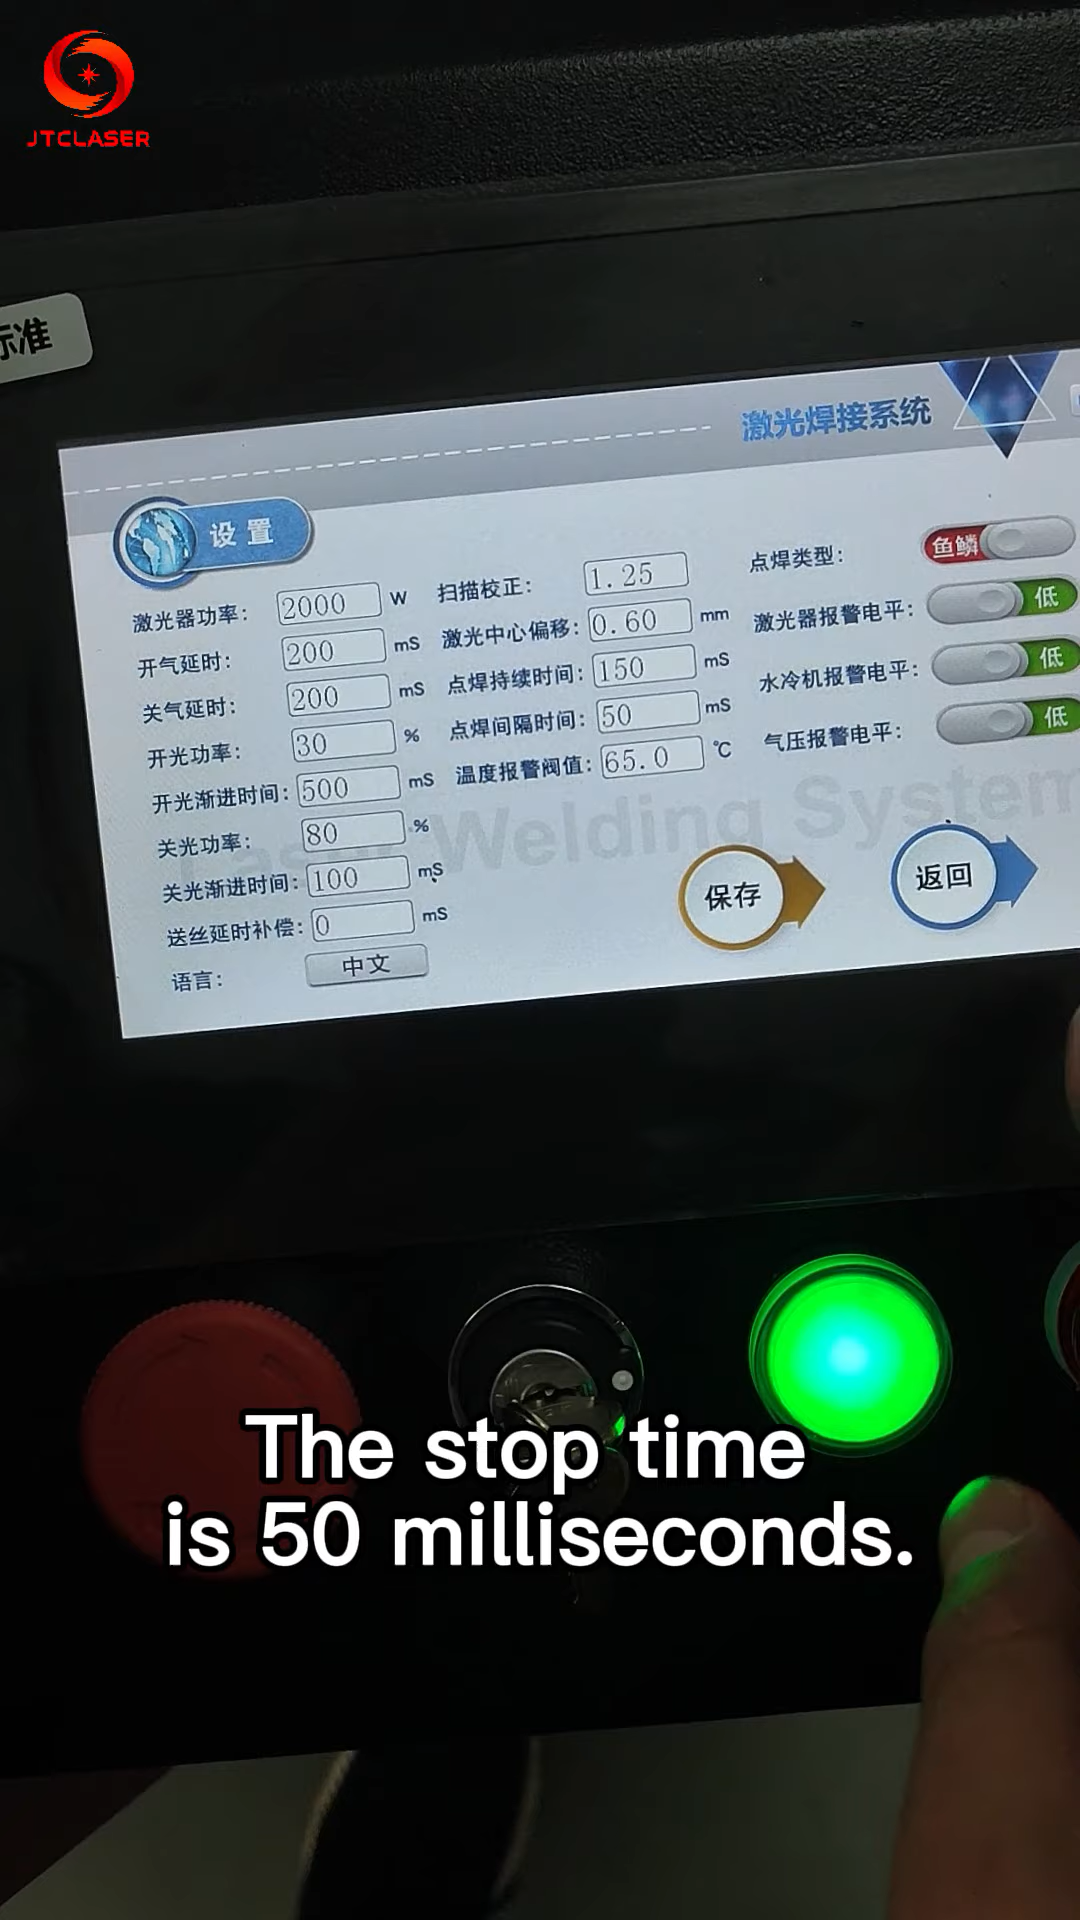 JTCLASER
标准
激光焊接系统
设置
激光器功率： 2000 W
开气延时： 200 mS
关气延时： 200 mS
开光功率： 30 %
开光渐进时间： 500 mS
关光功率： 80 %
关光渐进时间： 100 mS
送丝延时补偿： 0 mS
语言： 中文
扫描校正： 1.25
激光中心偏移： 0.60 mm
点焊持续时间： 150 mS
点焊间隔时间： 50 mS
温度报警阀值： 65.0 ℃
点焊类型： 鱼鳞
激光器报警电平： 低
水冷机报警电平： 低
气压报警电平： 低
Laser Welding System
保存
返回
The stop time
is 50 milliseconds.